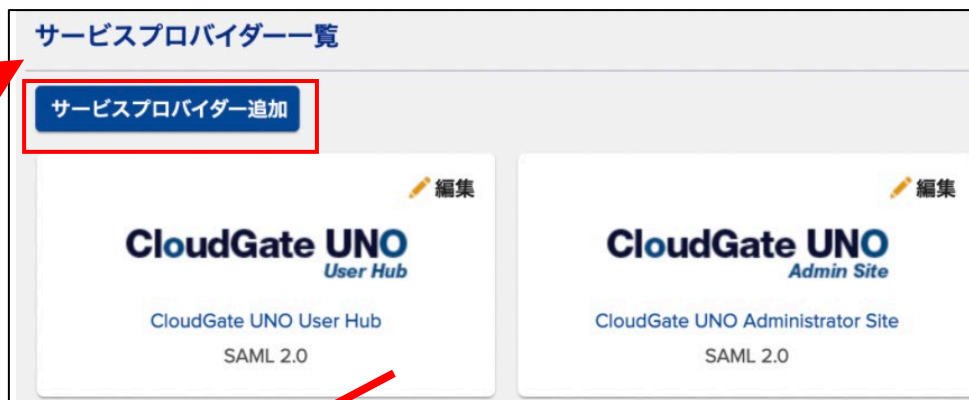 サービスプロバイダー一覧
サービスプロバイダー追加
編集
CloudGate UNO
User Hub
CloudGate UNO User Hub
SAML 2.0
編集
CloudGate UNO
Admin Site
CloudGate UNO Administrator Site
SAML 2.0